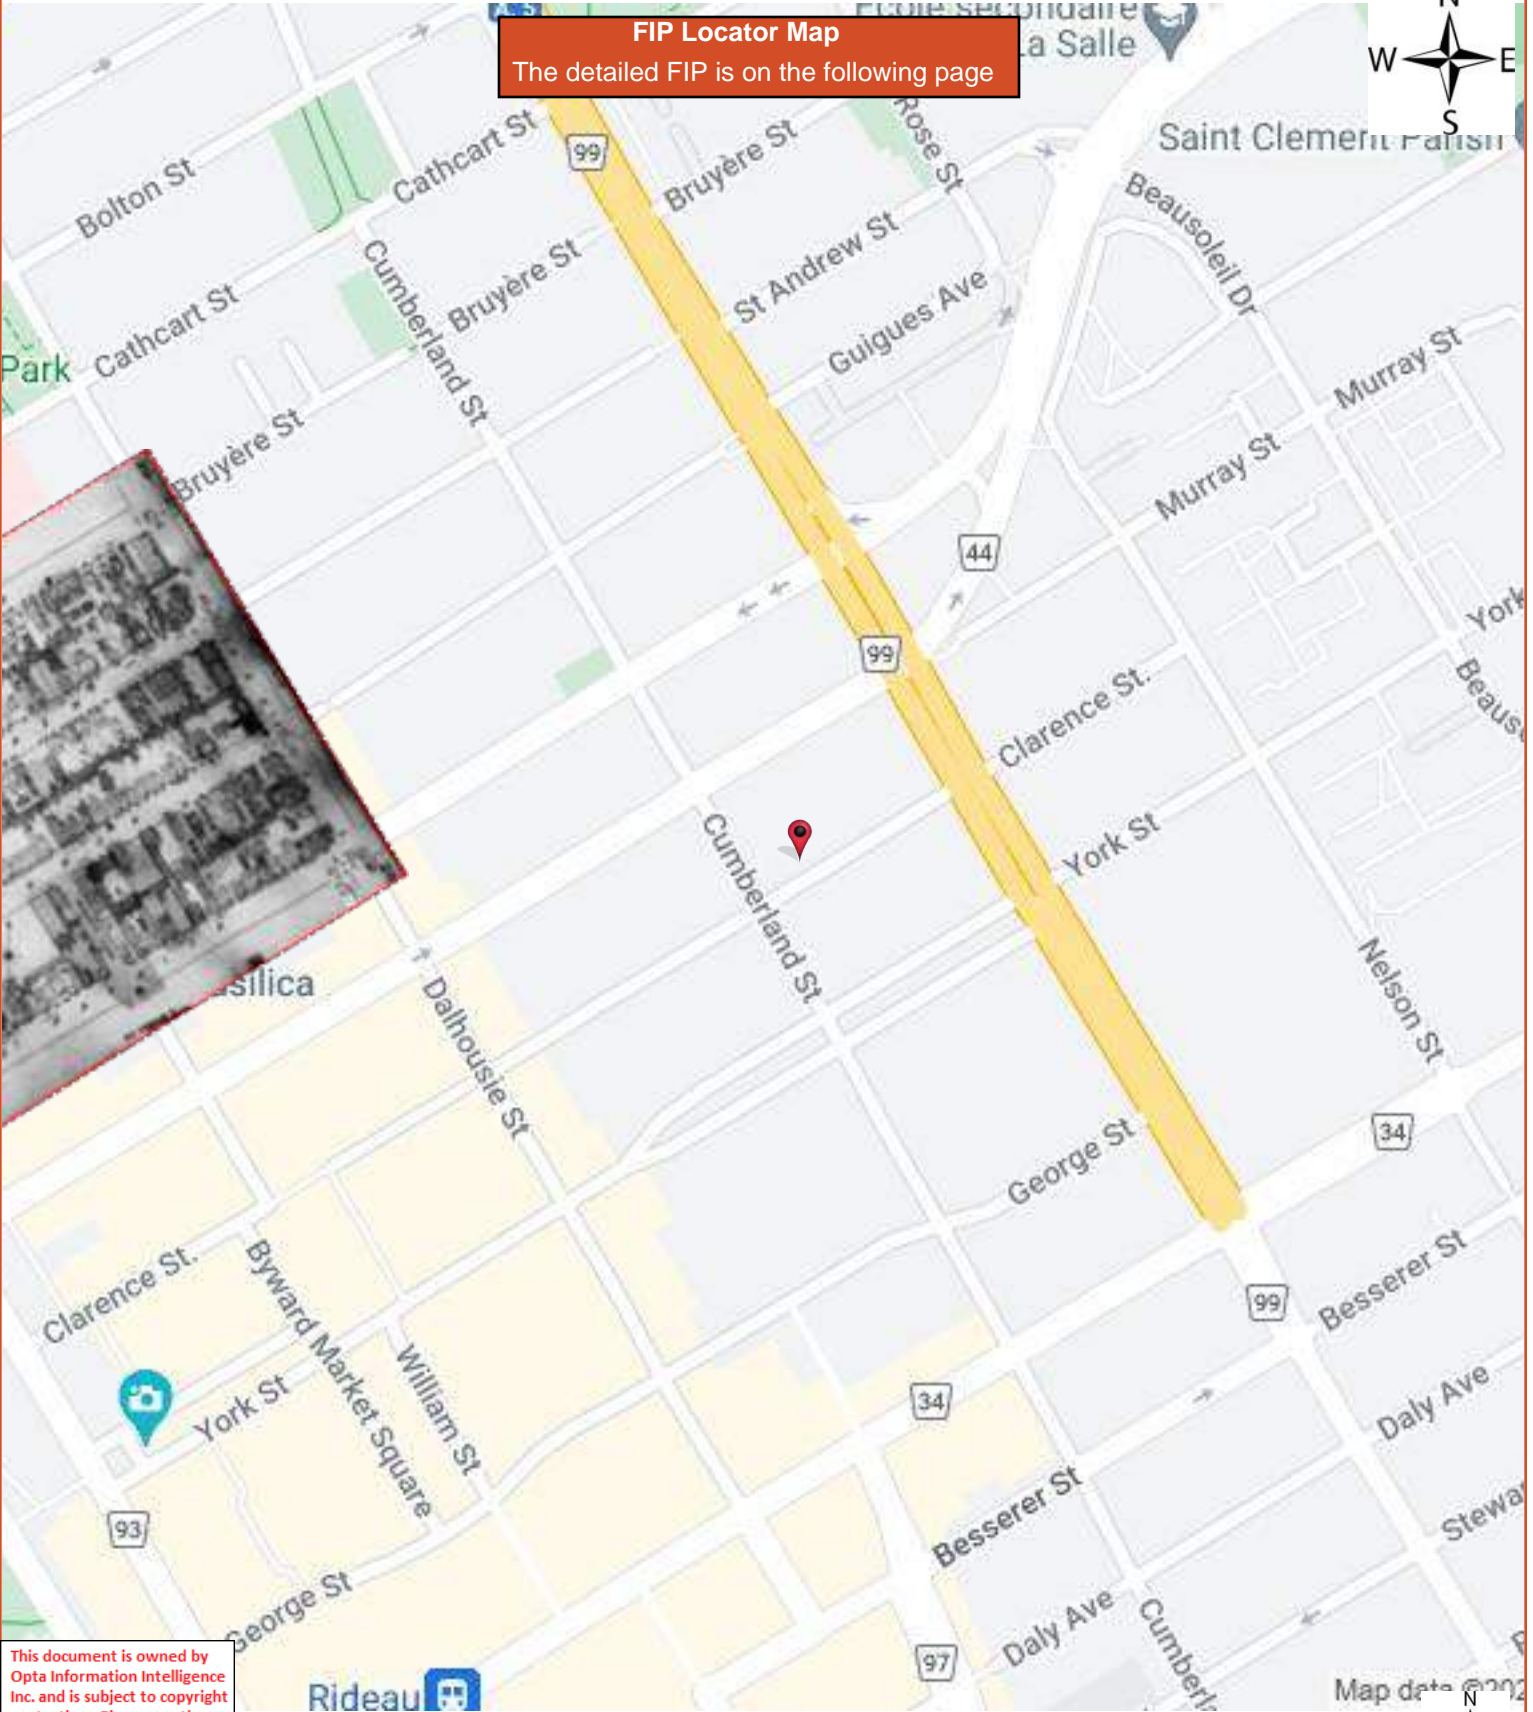 FIP Locator Map
The detailed FIP is on the following page
La Salle
N
W
E
S
Saint Clement Parish
99
Cathcart St
Bruyère St
Rose St
Bolton St
Beausoleil Dr
Cumberland St
Bruyère St
St Andrew St
Guigues Ave
Cathcart St
Park
Murray St
Bruyère St
Murray St
44
York
99
Clarence St.
Cumberland St
York St
Nelson St
Dalhousie St
34
George St
Clarence St.
Byward Market Square
99
Besserer St
William St
York St
34
Daly Ave
93
Besserer St
George St
Daly Ave
97
Rideau
This document is owned by
Opta Information Intelligence
Inc. and is subject to copyright
N